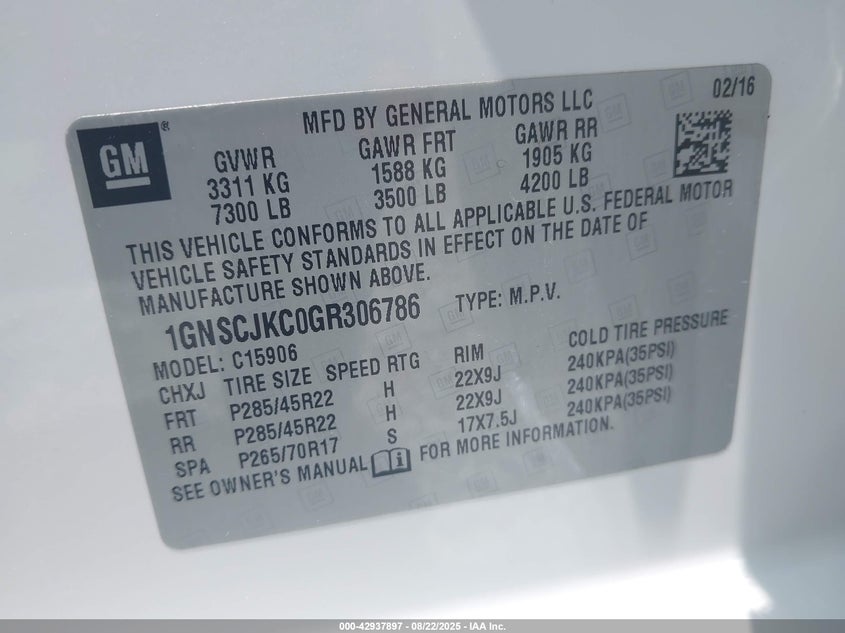 02/16
MFD BY GENERAL MOTORS LLC
GM®
GVWR GAWR FRT GAWR RR
3311 KG 1588 KG 1905 KG
7300 LB 3500 LB 4200 LB
THIS VEHICLE CONFORMS TO ALL APPLICABLE U.S. FEDERAL MOTOR
VEHICLE SAFETY STANDARDS IN EFFECT ON THE DATE OF
MANUFACTURE SHOWN ABOVE.
1GNSCJKC0GR306786 TYPE: M.P.V.
MODEL: C15906
CHXJ TIRE SIZE SPEED RTG RIM COLD TIRE PRESSURE
FRT P285/45R22 H 22X9J 240KPA(35PSI)
RR P285/45R22 H 22X9J 240KPA(35PSI)
SPA P265/70R17 S 17X7.5J 240KPA(35PSI)
SEE OWNER'S MANUAL FOR MORE INFORMATION.
000-42937897 - 08/22/2025 - IAA Inc.